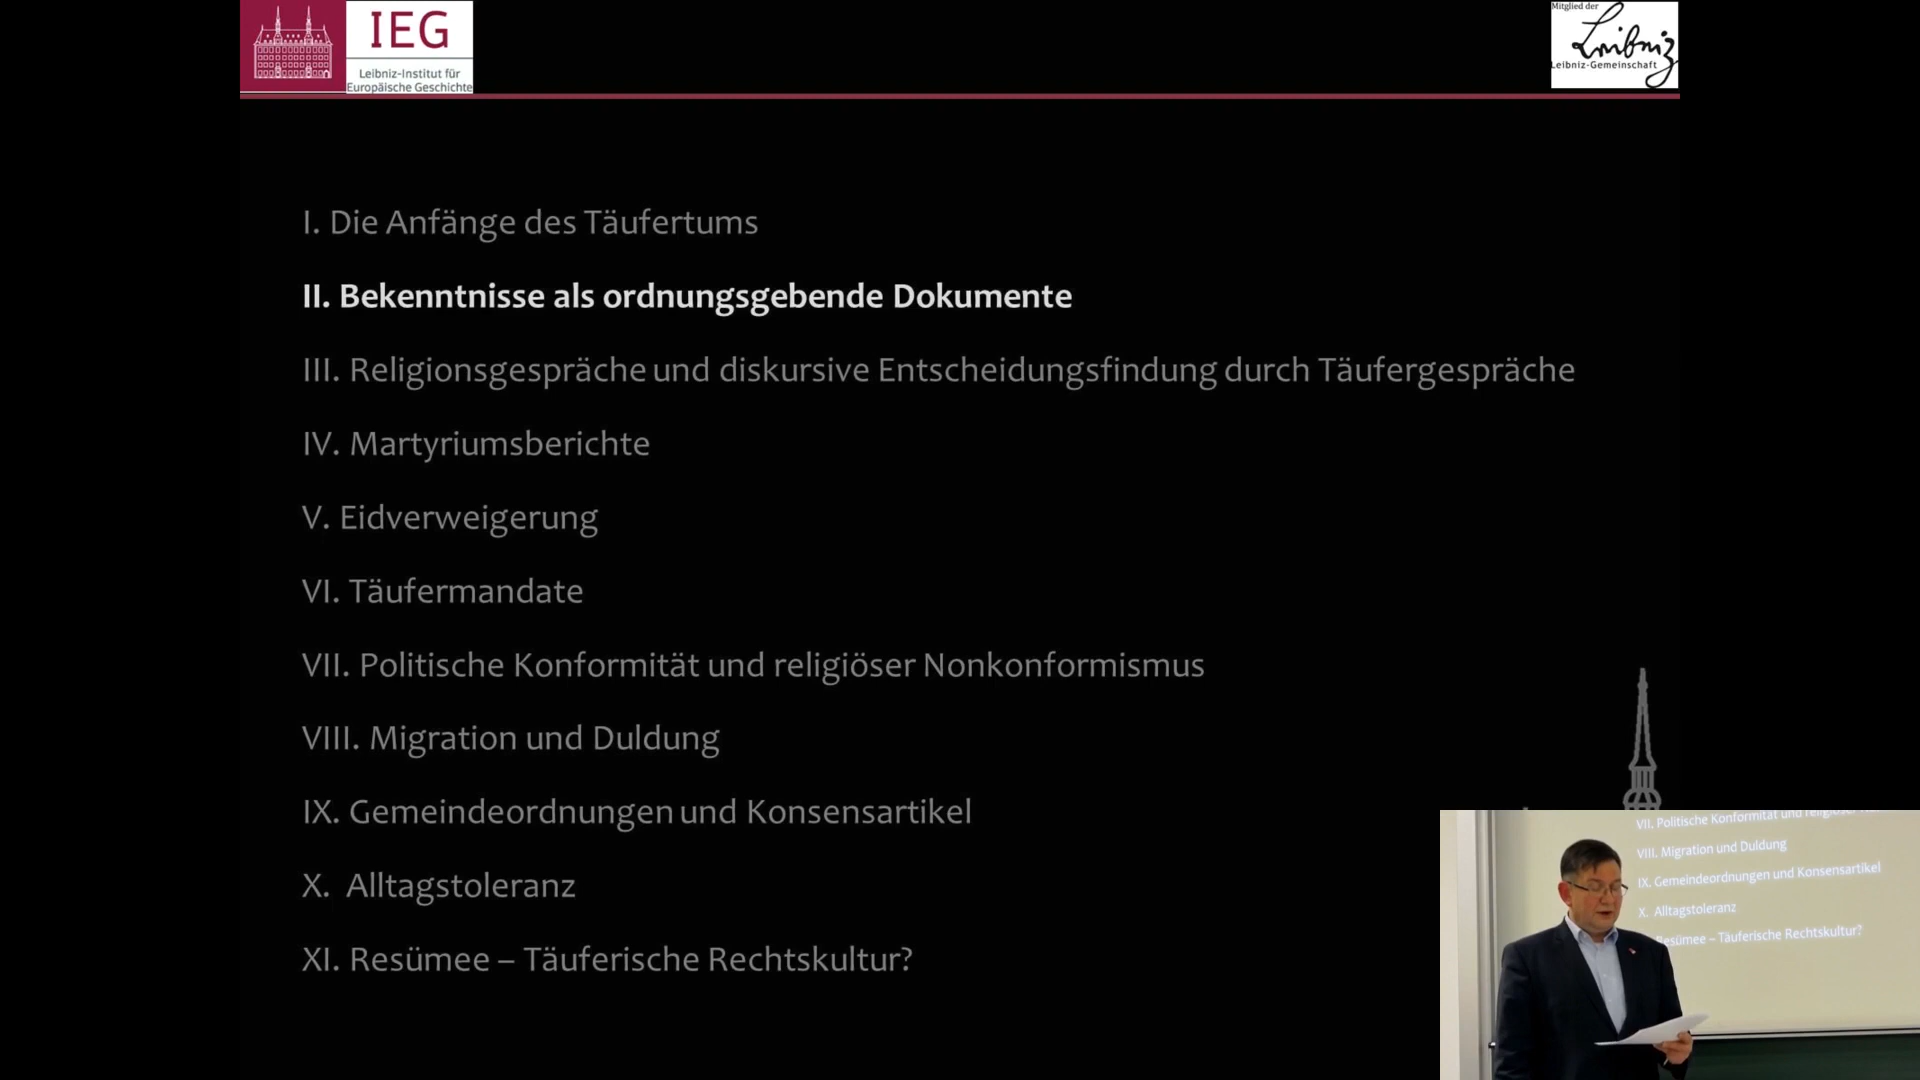 IEG
Leibniz-Institut für
Europäische Geschichte
Mitglied der
Leibniz
Leibniz-Gemeinschaft
I. Die Anfänge des Täufertums
II. Bekenntnisse als ordnungsgebende Dokumente
III. Religionsgespräche und diskursive Entscheidungsfindung durch Täufergespräche
IV. Martyriumsberichte
V. Eidverweigerung
VI. Täufermandate
VII. Politische Konformität und religiöser Nonkonformismus
VIII. Migration und Duldung
IX. Gemeindeordnungen und Konsensartikel
X. Alltagstoleranz
XI. Resümee – Täuferische Rechtskultur?
VII. Politische Konformität und religiöser
VIII. Migration und Duldung
IX. Gemeindeordnungen und Konsensartikel
X. Alltagstoleranz
Resümee – Täuferische Rechtskultur?